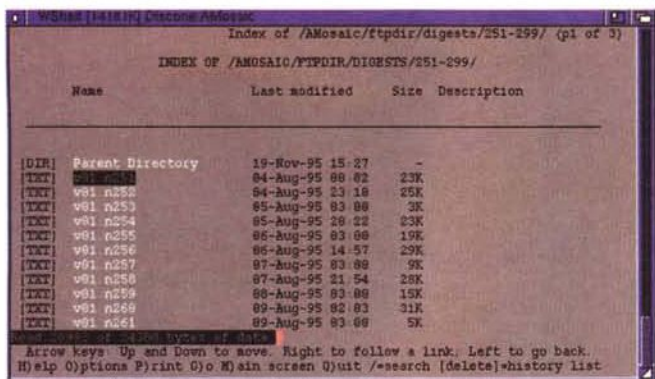 WShell
Index of /AMosaic/ftpdir/digests/251-299/ (p1 of 3)
INDEX OF /AMOSAIC/FTPDIR/DIGESTS/251-299/
Name Last modified Size Description
[DIR] Parent Directory 19-Nov-95 15:27 -
[TXT] 04-Aug-95 23K
[TXT] v01 n252 04-Aug-95 23:18 25K
[TXT] v01 n253 05-Aug-95 03:00 3K
[TXT] v01 n254 05-Aug-95 23K
[TXT] v01 n255 06-Aug-95 03:00 19K
[TXT] v01 n256 06-Aug-95 14:57 29K
[TXT] v01 n257 07-Aug-95 03:00 9K
[TXT] v01 n258 07-Aug-95 21:54 28K
[TXT] v01 n259 08-Aug-95 03:00 15K
[TXT] v01 n260 09-Aug-95 31K
[TXT] v01 n261 09-Aug-95 03:00 5K
bytes of data
Arrow keys: Up and Down to move. Right to follow a link; Left to go back.
H)elp O)ptions P)rint G)o M)ain screen Q)uit /=search [delete]=history list